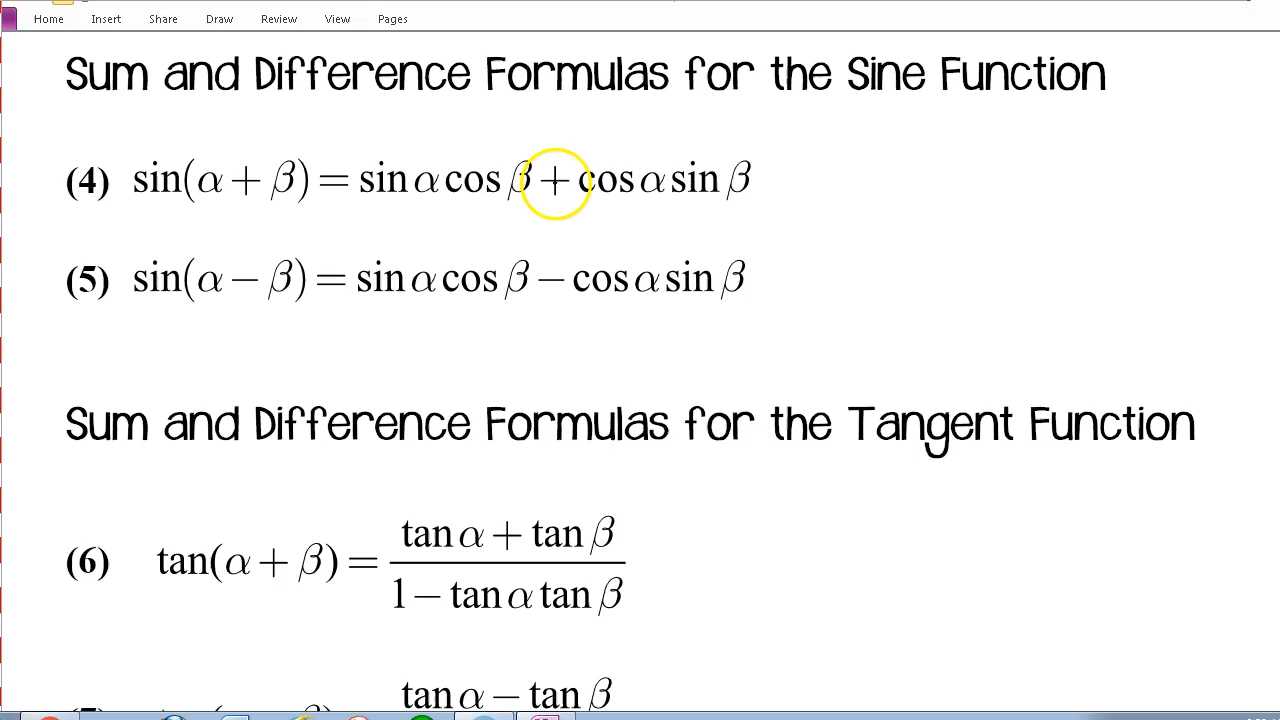 Home Insert Share Draw Review View Pages
Sum and Difference Formulas for the Sine Function
(4) sin(α + β) = sin α cos β + cos α sin β
(5) sin(α − β) = sin α cos β − cos α sin β
Sum and Difference Formulas for the Tangent Function
tan α + tan β
(6) tan(α + β) =
1 − tan α tan β
tan α − tan β